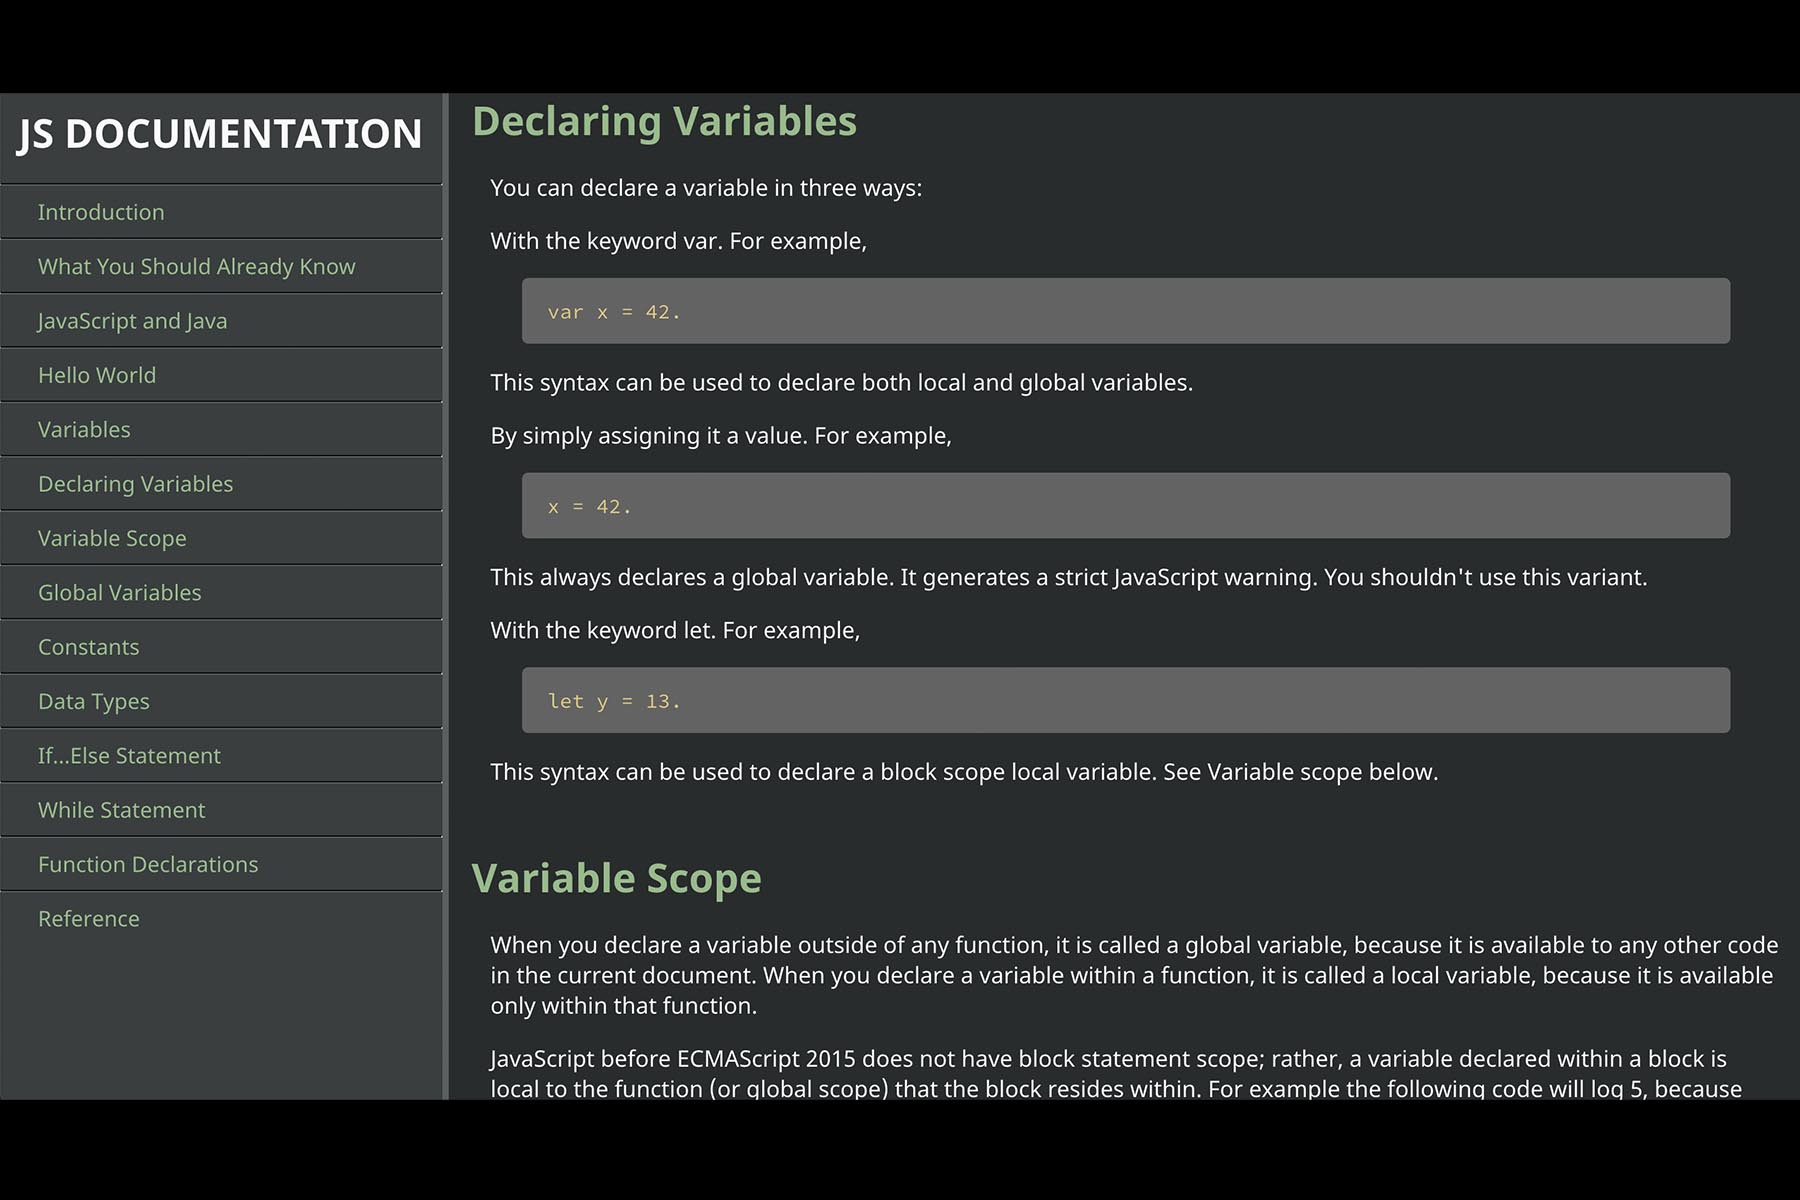 JS DOCUMENTATION
Introduction
What You Should Already Know
JavaScript and Java
Hello World
Variables
Declaring Variables
Variable Scope
Global Variables
Constants
Data Types
If...Else Statement
While Statement
Function Declarations
Reference
Declaring Variables
You can declare a variable in three ways:
With the keyword var. For example,
var x = 42.
This syntax can be used to declare both local and global variables.
By simply assigning it a value. For example,
x = 42.
This always declares a global variable. It generates a strict JavaScript warning. You shouldn't use this variant.
With the keyword let. For example,
let y = 13.
This syntax can be used to declare a block scope local variable. See Variable scope below.
Variable Scope
When you declare a variable outside of any function, it is called a global variable, because it is available to any other code
in the current document. When you declare a variable within a function, it is called a local variable, because it is available
only within that function.
JavaScript before ECMAScript 2015 does not have block statement scope; rather, a variable declared within a block is
local to the function (or global scope) that the block resides within. For example the following code will log 5, because